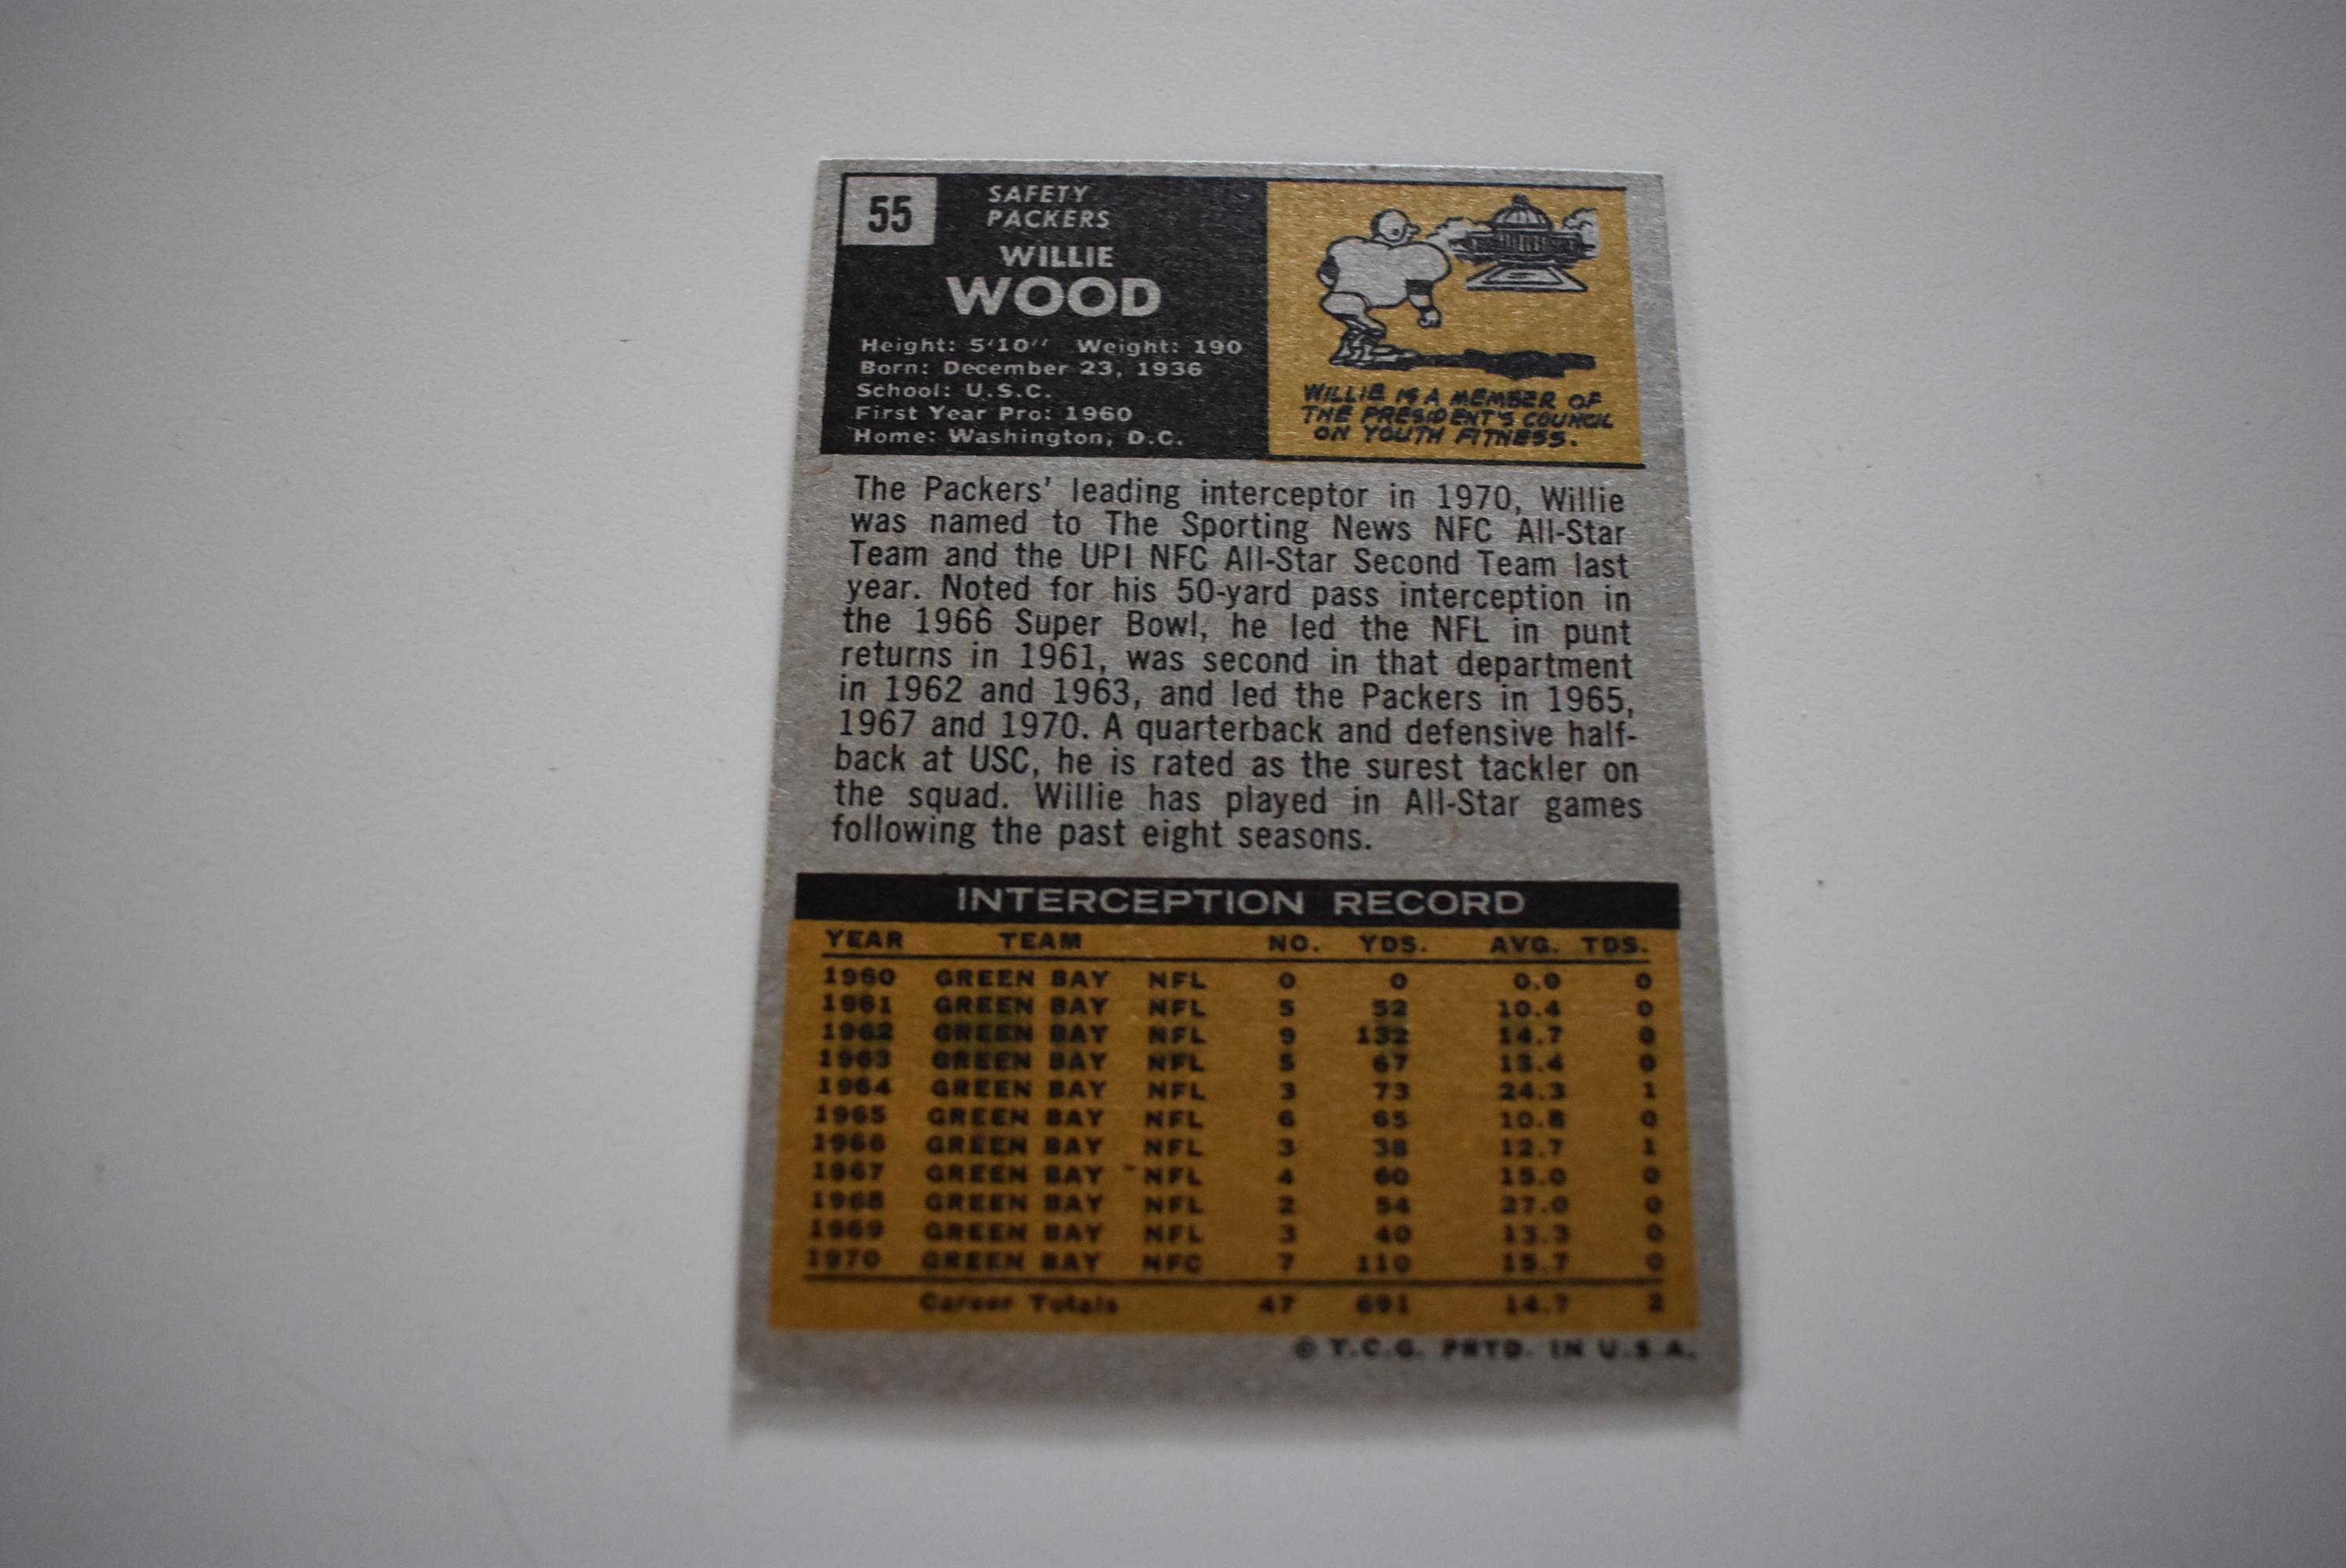 55
SAFETY
PACKERS
WILLIE
WOOD
Height: 5'10'' Weight: 190
Born: December 23, 1936
School: U.S.C.
First Year Pro: 1960
Home: Washington, D.C.
WILLIE IS A MEMBER OF
THE PRESIDENT'S COUNCIL
ON YOUTH FITNESS.
The Packers' leading interceptor in 1970, Willie
was named to The Sporting News NFC All-Star
Team and the UPI NFC All-Star Second Team last
year. Noted for his 50-yard pass interception in
the 1966 Super Bowl, he led the NFL in punt
returns in 1961, was second in that department
in 1962 and 1963, and led the Packers in 1965,
1967 and 1970. A quarterback and defensive half-
back at USC, he is rated as the surest tackler on
the squad. Willie has played in All-Star games
following the past eight seasons.
INTERCEPTION RECORD
YEAR TEAM NO. YDS. AVG. TDS.
1960 GREEN BAY NFL 0 0 0.0 0
1961 GREEN BAY NFL 5 52 10.4 0
1962 GREEN BAY NFL 9 132 14.7 0
1963 GREEN BAY NFL 5 67 13.4 0
1964 GREEN BAY NFL 3 73 24.3 1
1965 GREEN BAY NFL 6 65 10.8 0
1966 GREEN BAY NFL 3 38 12.7 1
1967 GREEN BAY NFL 4 60 15.0 0
1968 GREEN BAY NFL 2 54 27.0 0
1969 GREEN BAY NFL 3 40 13.3 0
1970 GREEN BAY NFC 7 110 15.7 0
Career Totals 47 691 14.7 2
© T.C.G. PRTD. IN U.S.A.